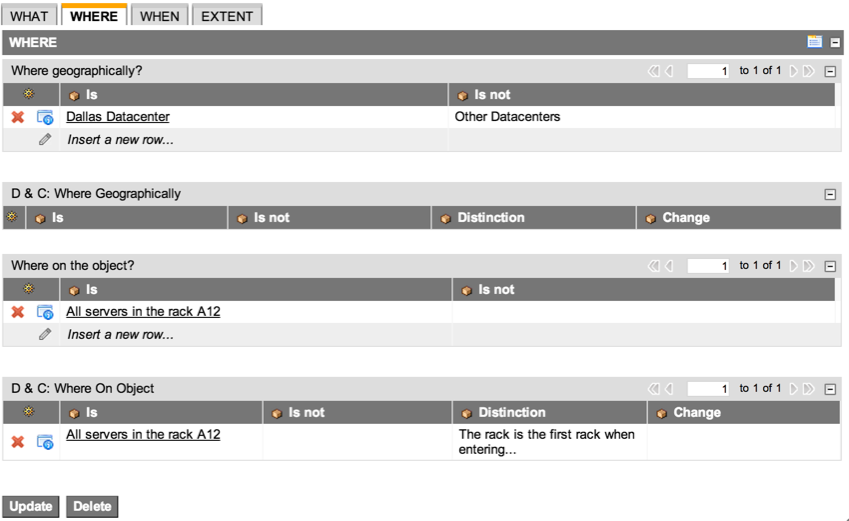 WHAT WHERE WHEN EXTENT
WHERE
Where geographically? 1 to 1 of 1
Is Is not
Dallas Datacenter Other Datacenters
Insert a new row...
D & C: Where Geographically
Is Is not Distinction Change
Where on the object? 1 to 1 of 1
Is Is not
All servers in the rack A12
Insert a new row...
D & C: Where On Object 1 to 1 of 1
Is Is not Distinction Change
All servers in the rack A12 The rack is the first rack when
entering...
Update Delete